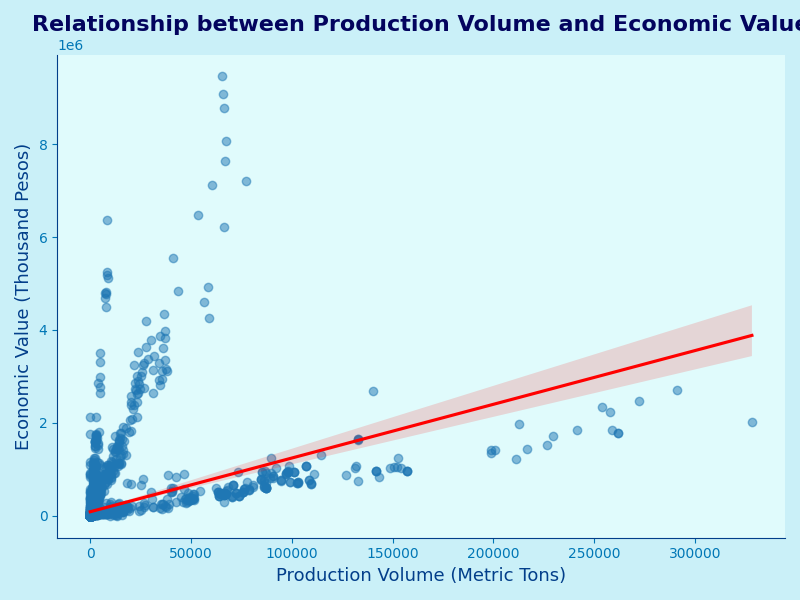 Relationship between Production Volume and Economic Value
1e6
8
6
4
2
0
Economic Value (Thousand Pesos)
0 50000 100000 150000 200000 250000 300000
Production Volume (Metric Tons)